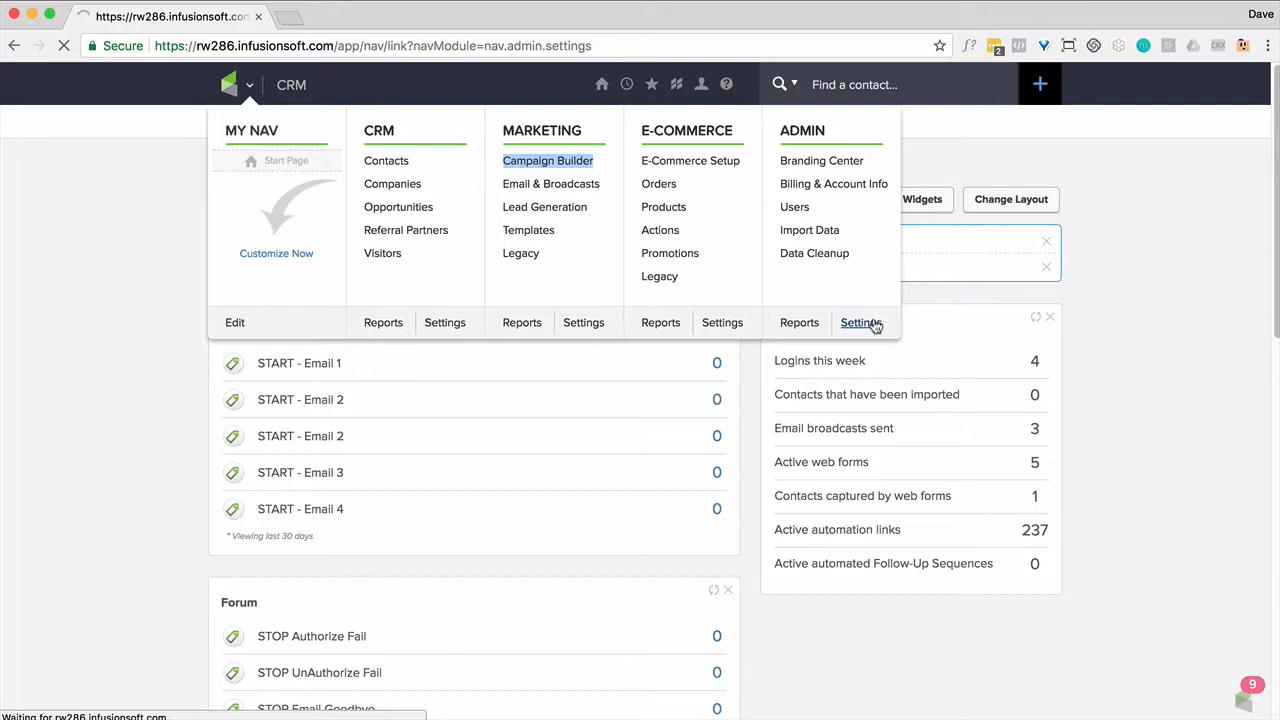 https://rw286.infusionsoft.con
Dave
Secure
https://rw286.infusionsoft.com/app/nav/link?navModule=nav.admin.settings
f?
2
CRX
CRM
Find a contact...
+
MY NAV
CRM
MARKETING
E-COMMERCE
ADMIN
Start Page
Contacts
Campaign Builder
E-Commerce Setup
Branding Center
Companies
Email & Broadcasts
Orders
Billing & Account Info
Opportunities
Lead Generation
Products
Users
Widgets
Change Layout
Referral Partners
Templates
Actions
Import Data
Customize Now
Visitors
Legacy
Promotions
Data Cleanup
Legacy
Edit
Reports
Settings
Reports
Settings
Reports
Settings
Reports
Settings
START - Email 1
0
START - Email 2
0
START - Email 2
0
START - Email 3
0
START - Email 4
0
* Viewing last 30 days
Logins this week
4
Contacts that have been imported
0
Email broadcasts sent
3
Active web forms
5
Contacts captured by web forms
1
Active automation links
237
Active automated Follow-Up Sequences
0
Forum
STOP Authorize Fail
0
STOP UnAuthorize Fail
0
STOP Email Goodbye
0
9
Waiting for rw286.infusionsoft.com